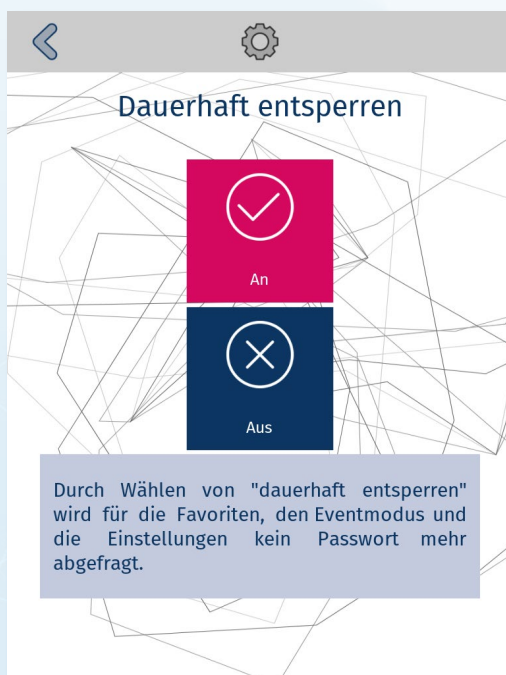 Dauerhaft entsperren
An
Aus
Durch Wählen von "dauerhaft entsperren"
wird für die Favoriten, den Eventmodus und
die Einstellungen kein Passwort mehr
abgefragt.